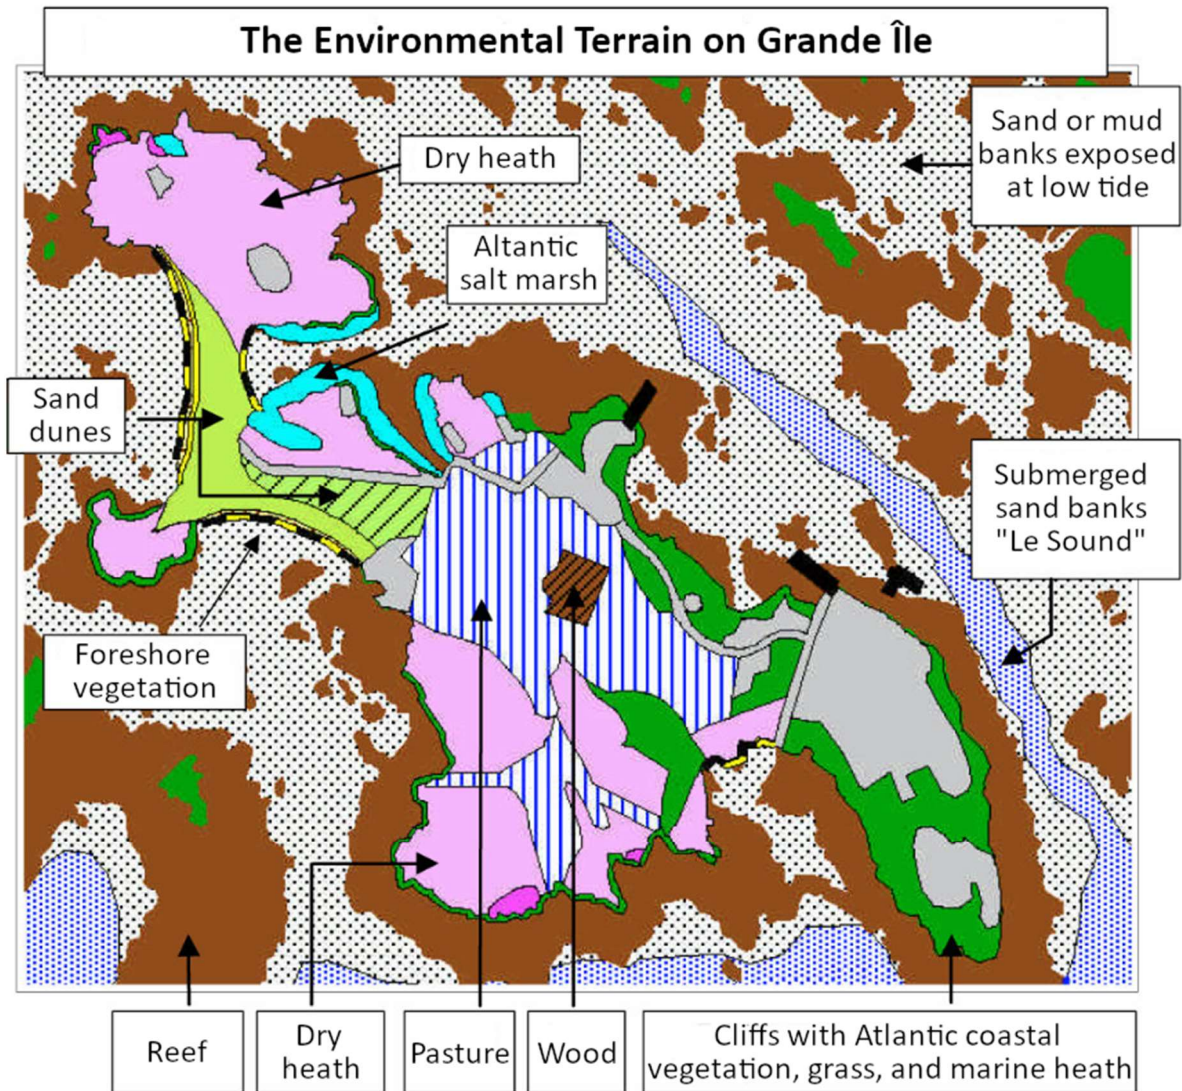 The Environmental Terrain on Grande Île
Sand or mud
banks exposed
at low tide
Dry heath
Altantic
salt marsh
Sand
dunes
Submerged
sand banks
"Le Sound"
Foreshore
vegetation
Reef
Dry
heath
Pasture
Wood
Cliffs with Atlantic coastal
vegetation, grass, and marine heath